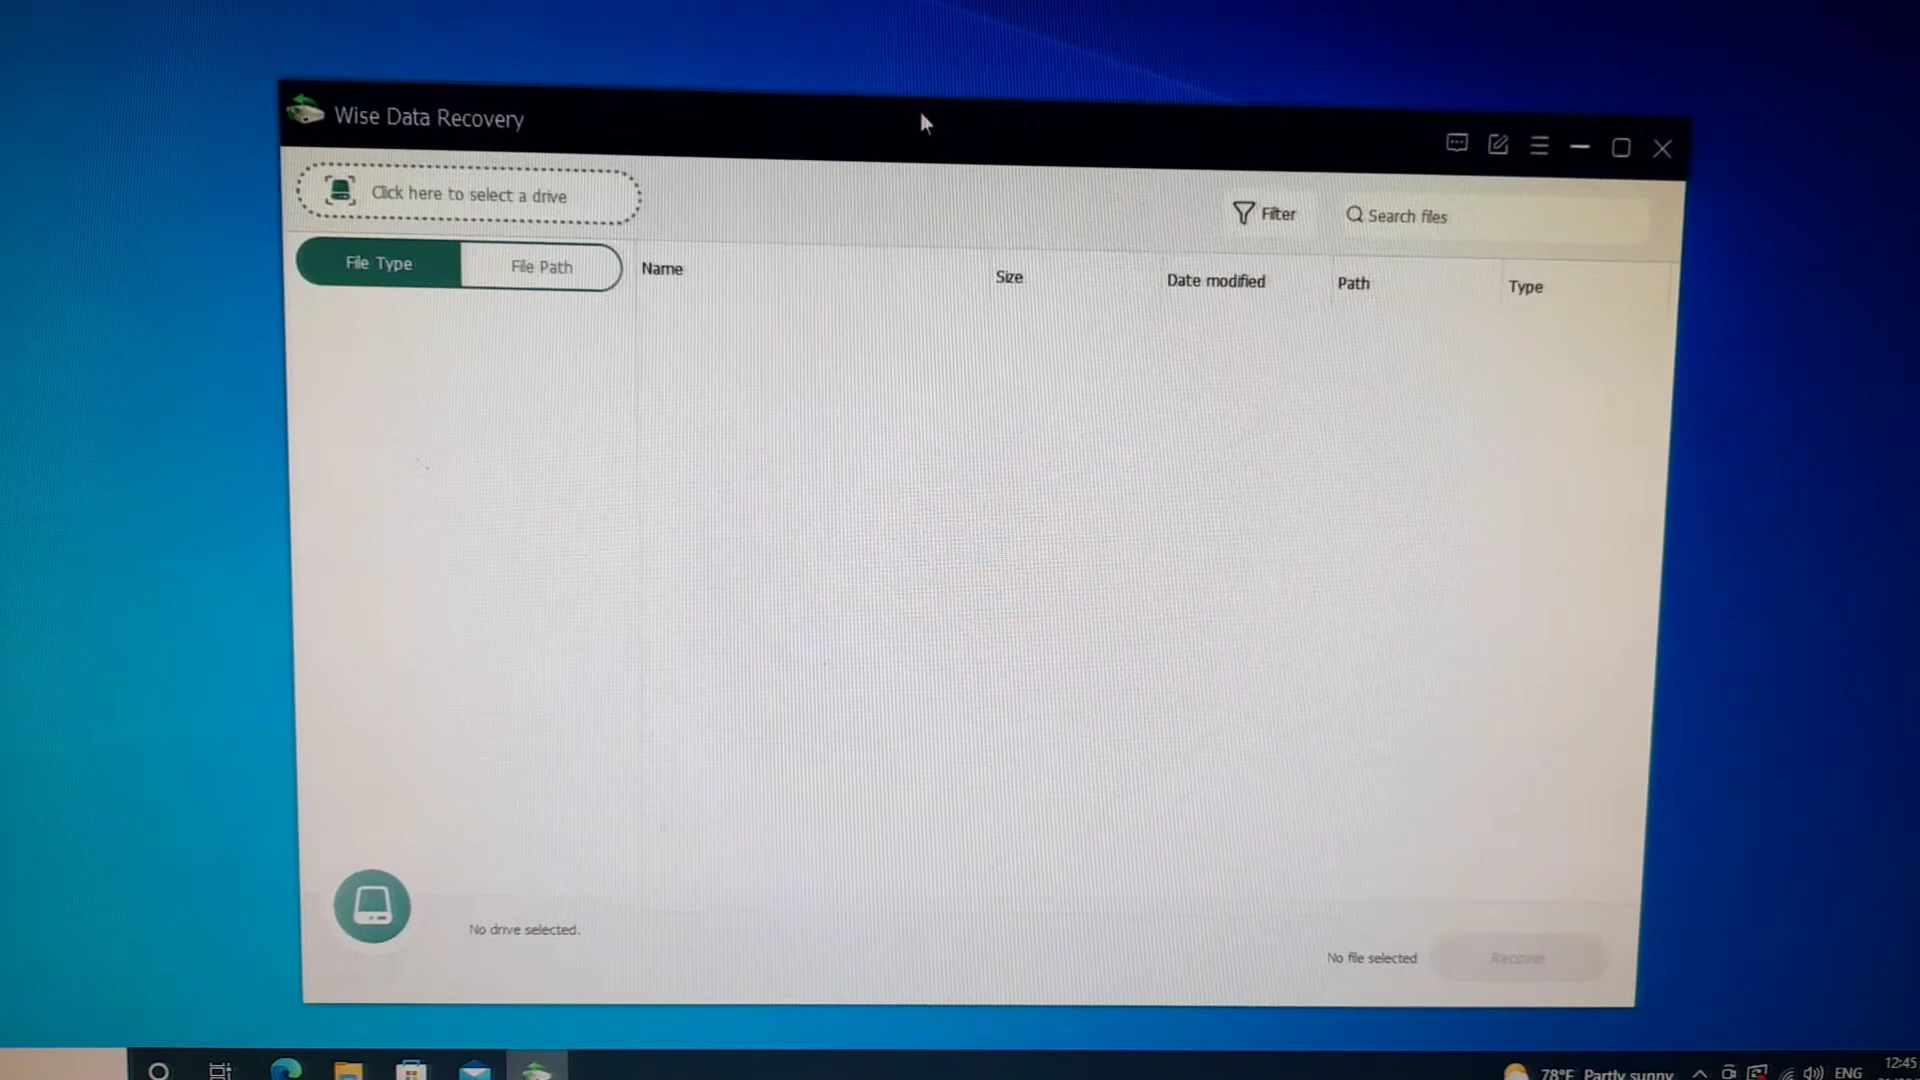 Wise Data Recovery
Click here to select a drive
Filter
Search files
File Type
File Path
Name
Size
Date modified
Path
Type
No drive selected.
No file selected
Recover
78°F Partly sunny
ENG
12:45